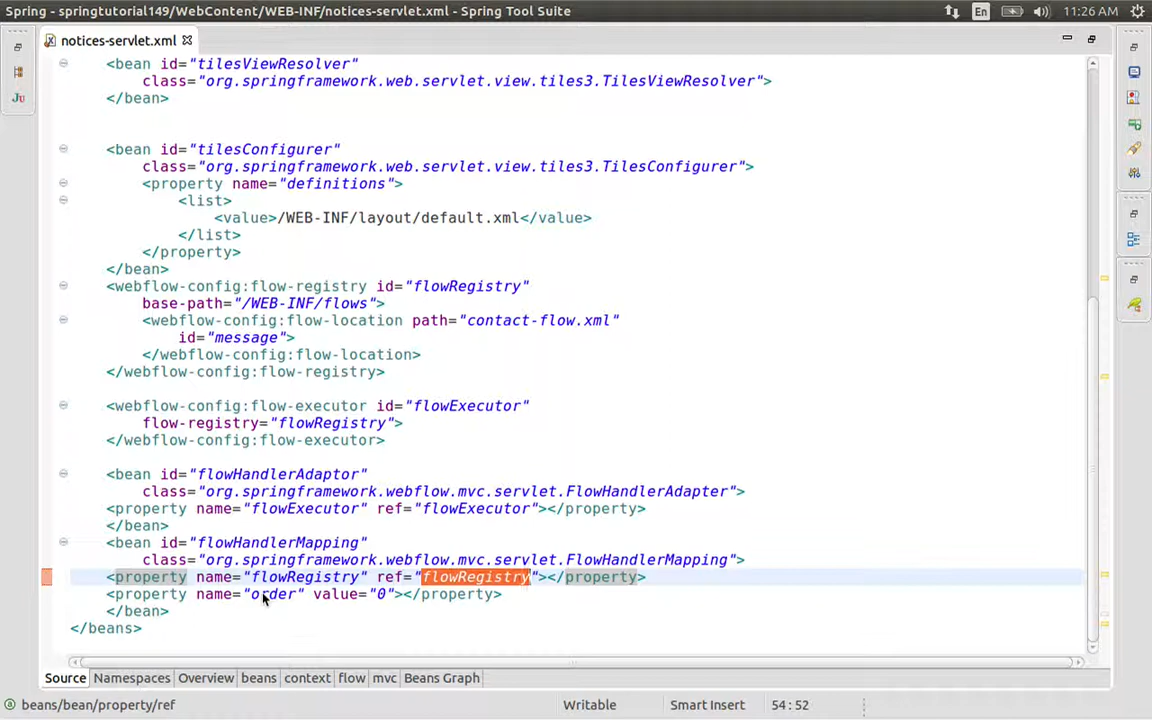 Spring - springtutorial149/WebContent/WEB-INF/notices-servlet.xml - Spring Tool Suite
En
11:26 AM
notices-servlet.xml
<bean id="tilesViewResolver"
class="org.springframework.web.servlet.view.tiles3.TilesViewResolver">
</bean>
<bean id="tilesConfigurer"
class="org.springframework.web.servlet.view.tiles3.TilesConfigurer">
<property name="definitions">
<list>
<value>/WEB-INF/layout/default.xml</value>
</list>
</property>
</bean>
<webflow-config:flow-registry id="flowRegistry"
base-path="/WEB-INF/flows">
<webflow-config:flow-location path="contact-flow.xml"
id="message">
</webflow-config:flow-location>
</webflow-config:flow-registry>
<webflow-config:flow-executor id="flowExecutor"
flow-registry="flowRegistry">
</webflow-config:flow-executor>
<bean id="flowHandlerAdaptor"
class="org.springframework.webflow.mvc.servlet.FlowHandlerAdapter">
<property name="flowExecutor" ref="flowExecutor"></property>
</bean>
<bean id="flowHandlerMapping"
class="org.springframework.webflow.mvc.servlet.FlowHandlerMapping">
<property name="flowRegistry" ref="flowRegistry"></property>
<property name="order" value="0"></property>
</bean>
</beans>
Source Namespaces Overview beans context flow mvc Beans Graph
beans/bean/property/ref Writable Smart Insert 54 : 52
Ju